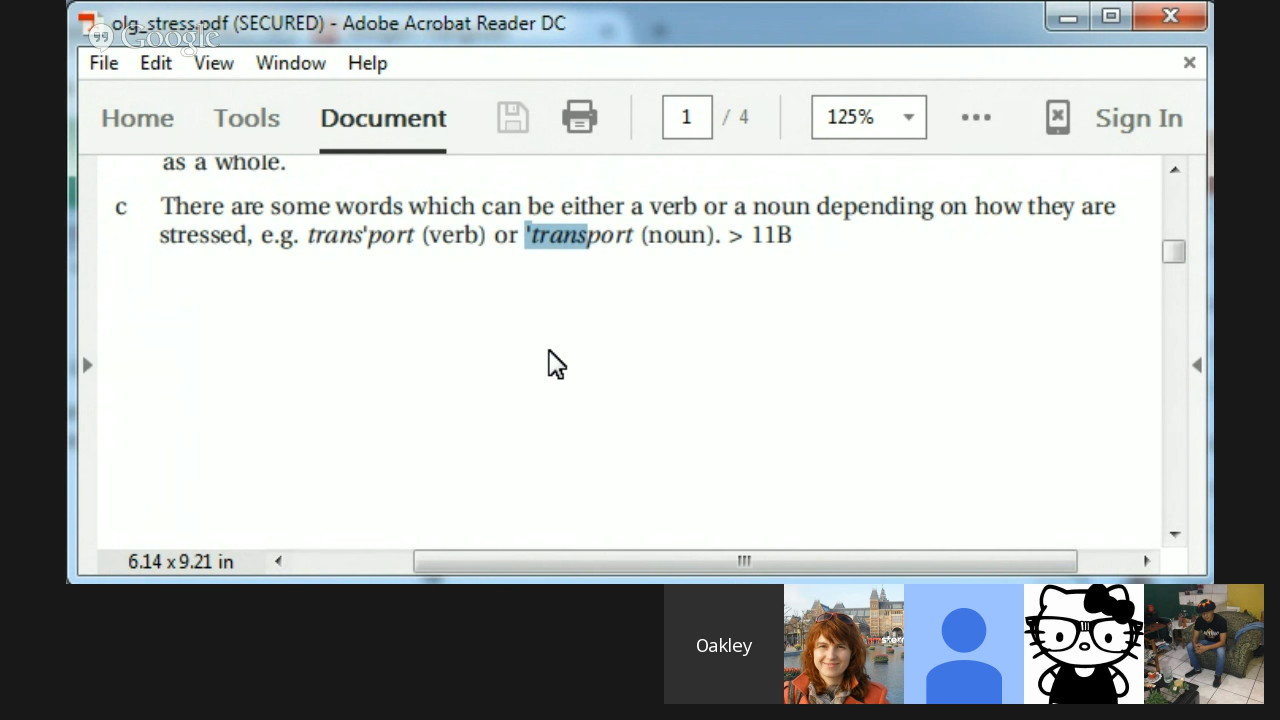 olg_stress.pdf (SECURED) - Adobe Acrobat Reader DC
Google
File Edit View Window Help
Home Tools Document 1 / 4 125% ••• Sign In
as a whole.
c There are some words which can be either a verb or a noun depending on how they are
stressed, e.g. trans'port (verb) or 'transport (noun). > 11B
6.14 x 9.21 in
Oakley